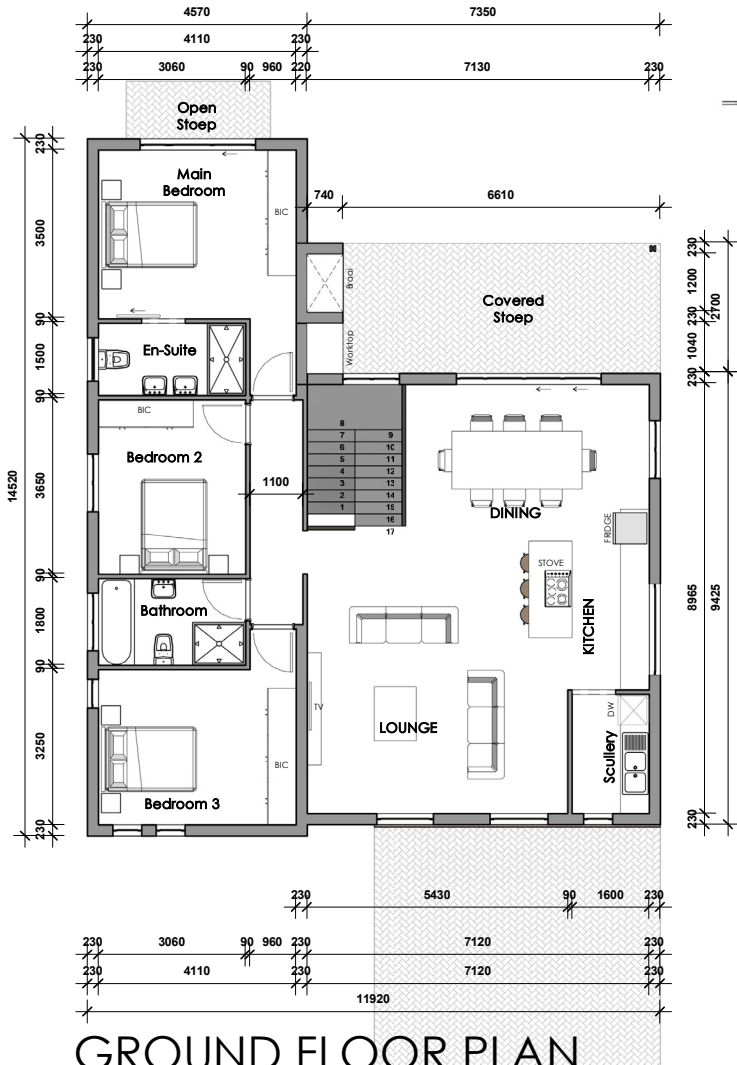 4570 7350
230 4110 230
230 3060 90 960 220 7130 230
Open
Stoep
Main
Bedroom
BIC
740 6610
Braai
Covered
Stoep
Worktop
En-Suite
BIC
Bedroom 2
1100
8
7 9
6 10
5 11
4 12
3 13
2 14
1 15
16
17
DINING
FRIDGE
STOVE
KITCHEN
Bathroom
TV
LOUNGE
DW
Scullery
BIC
Bedroom 3
14520
230
3500
90
1500
90
3650
90
1800
90
3250
230
230
1200
230
1040
230
2700
8965
9425
230
230 5430 90 1600 230
230 3060 90 960 230 7120 230
230 4110 230 7120 230
11920
GROUND FLOOR PLAN